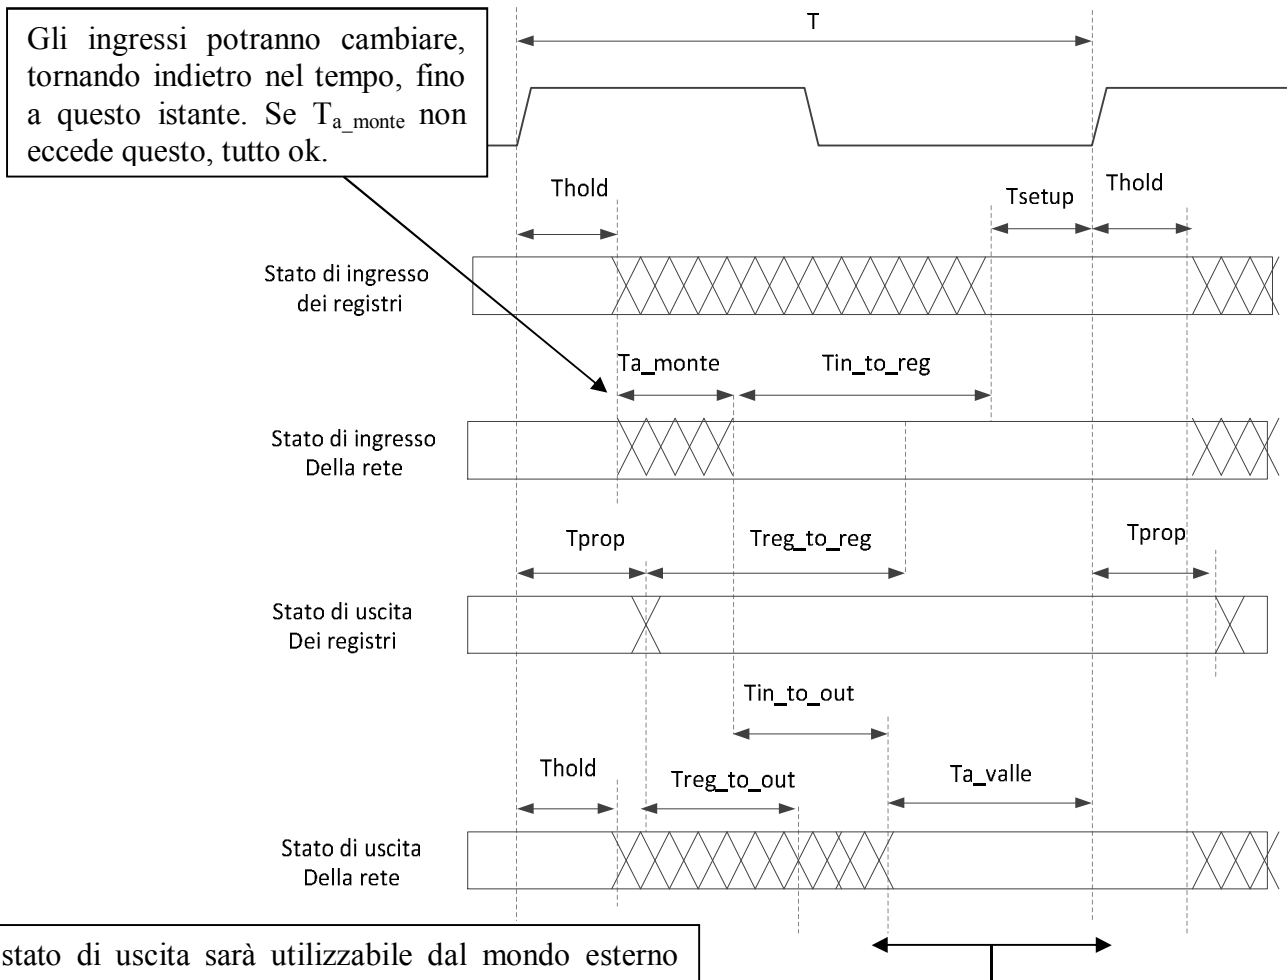 T
Gli ingressi potranno cambiare,
tornando indietro nel tempo, fino
a questo istante. Se Ta_monte non
eccede questo, tutto ok.
Thold
Tsetup
Thold
Stato di ingresso
dei registri
Ta_monte
Tin_to_reg
Stato di ingresso
Della rete
Tprop
Treg_to_reg
Tprop
Stato di uscita
Dei registri
Tin_to_out
Thold
Treg_to_out
Ta_valle
Stato di uscita
Della rete
stato di uscita sarà utilizzabile dal mondo esterno